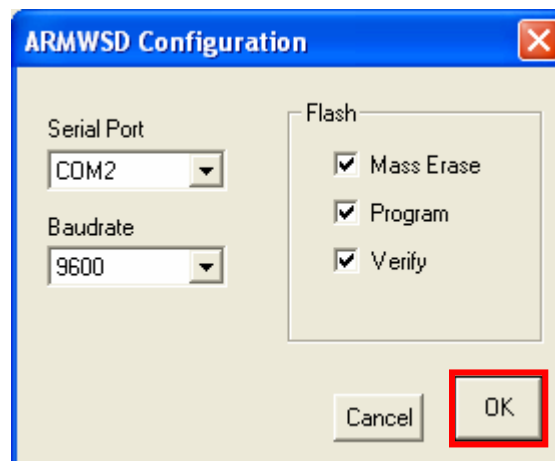 ARMWSD Configuration
Serial Port
COM2
Baudrate
9600
Flash
Mass Erase
Program
Verify
Cancel
OK